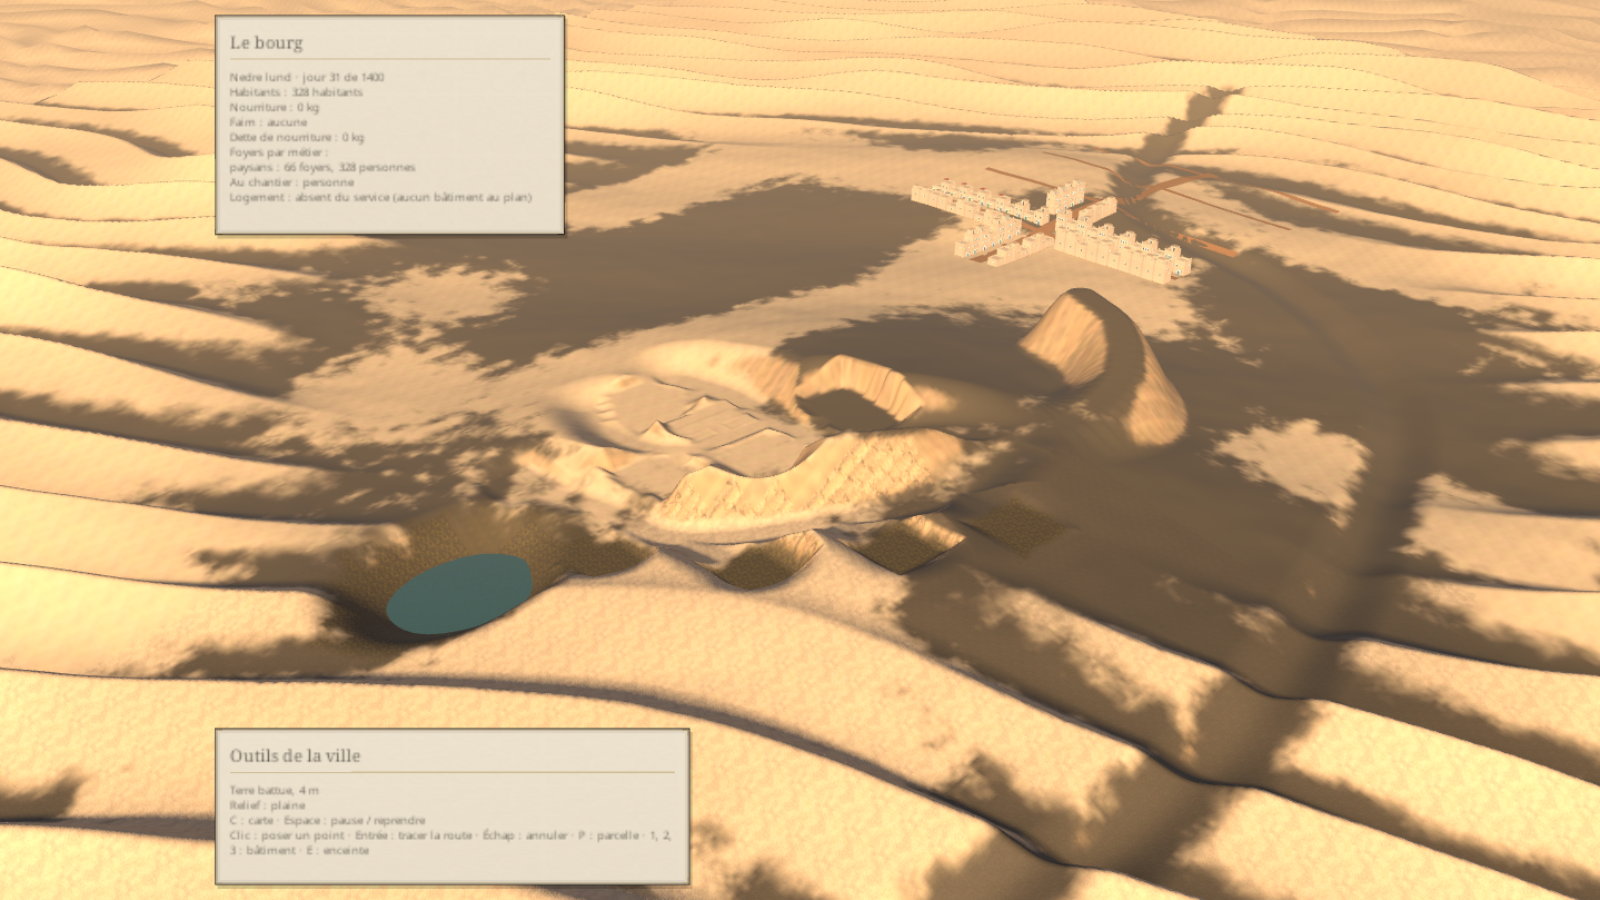 Le bourg
Nedre lund · jour 31 de 1400
Habitants : 328 habitants
Nourriture : 0 kg
Faim : aucune
Dette de nourriture : 0 kg
Foyers par métier :
paysans : 66 foyers, 328 personnes
Au chantier : personne
Logement : absent du service (aucun bâtiment au plan)
Outils de la ville
Terre battue, 4 m
Relief : plaine
C : carte · Espace : pause / reprendre
Clic : poser un point · Entrée : tracer la route · Échap : annuler · P : parcelle · 1, 2,
3 : bâtiment · E : enceinte